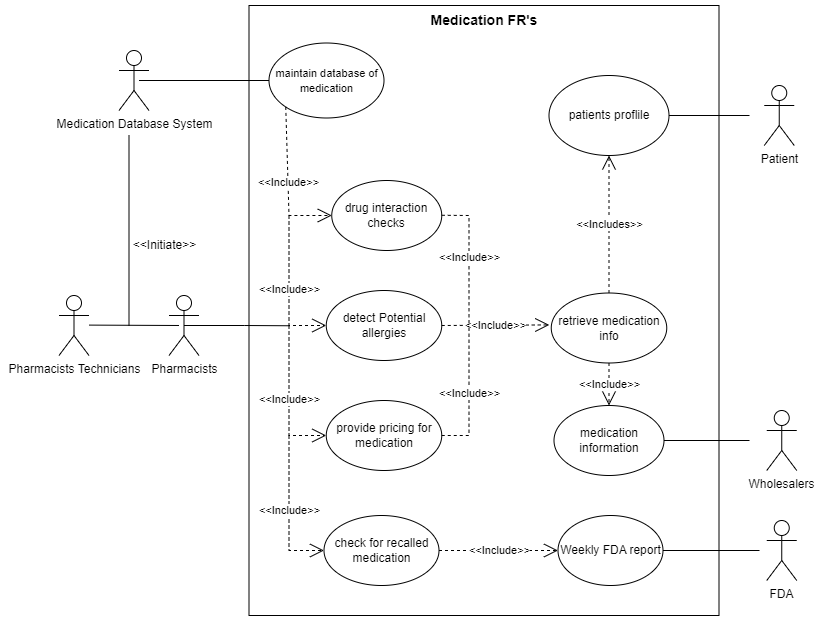 Medication FR's
maintain database of
medication
Medication Database System
patients proflile
Patient
<<Include>>
drug interaction
checks
<<Includes>>
<<Initiate>>
<<Include>>
<<Include>>
detect Potential
allergies
<<Include>>
retrieve medication
info
Pharmacists Technicians
Pharmacists
<<Include>>
<<Include>>
<<Include>>
provide pricing for
medication
medication
information
Wholesalers
<<Include>>
check for recalled
medication
<<Include>>
Weekly FDA report
FDA